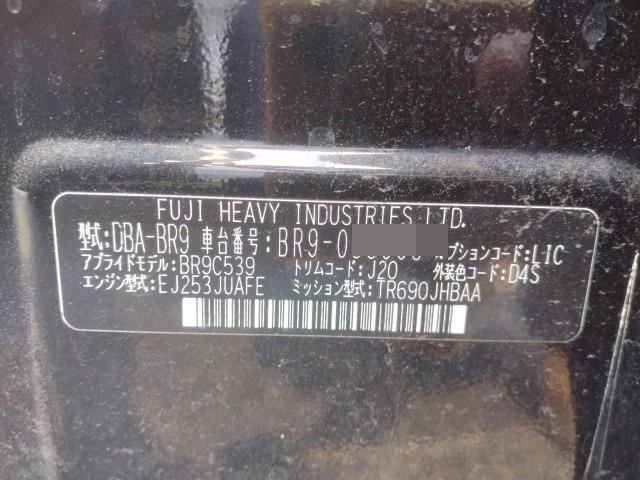 FUJI HEAVY INDUSTRIES LTD.
型式:DBA-BR9 車台番号:BR9-0 オプションコード:L1C
アプライドモデル:BR9C539 トリムコード:J20 外装色コード:D4S
エンジン型式:EJ253JUAFE ミッション型式:TR690JHBAA